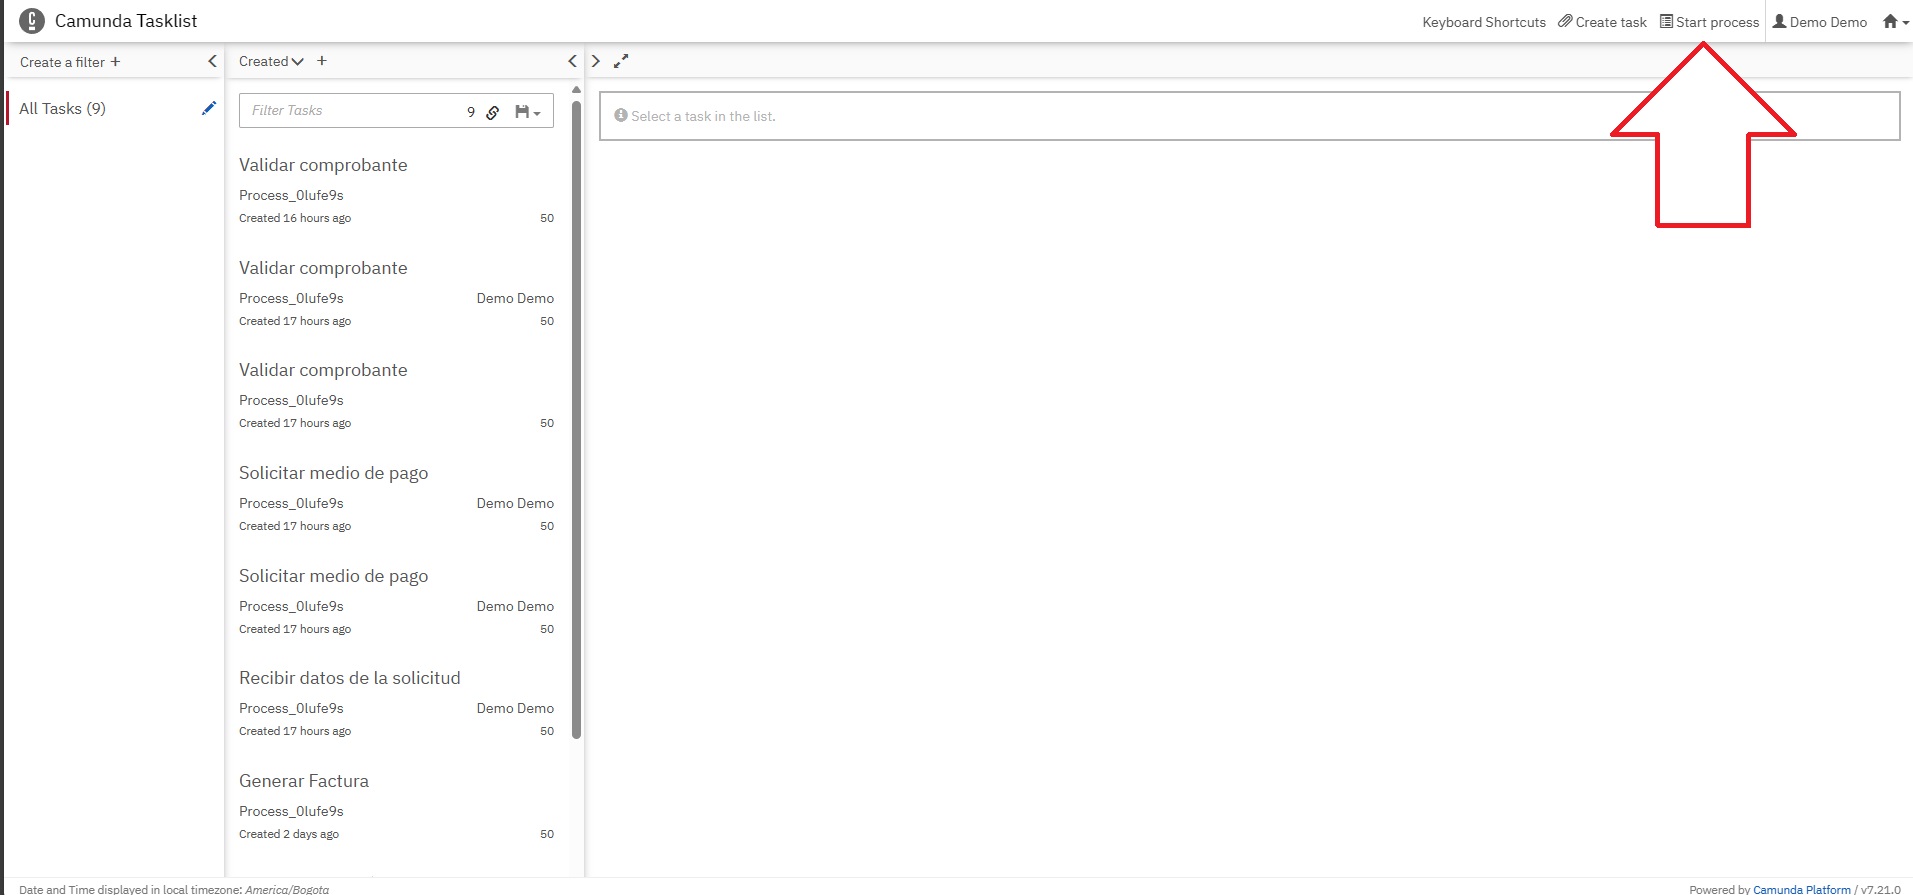 Camunda Tasklist
Keyboard Shortcuts Create task Start process Demo Demo
Create a filter +
Created +
All Tasks (9)
Filter Tasks 9
Select a task in the list.
Validar comprobante
Process_0lufe9s
Created 16 hours ago 50
Validar comprobante
Process_0lufe9s Demo Demo
Created 17 hours ago 50
Validar comprobante
Process_0lufe9s
Created 17 hours ago 50
Solicitar medio de pago
Process_0lufe9s Demo Demo
Created 17 hours ago 50
Solicitar medio de pago
Process_0lufe9s Demo Demo
Created 17 hours ago 50
Recibir datos de la solicitud
Process_0lufe9s Demo Demo
Created 17 hours ago 50
Generar Factura
Process_0lufe9s
Created 2 days ago 50
Date and Time displayed in local timezone: America/Bogota
Powered by Camunda Platform / v7.21.0